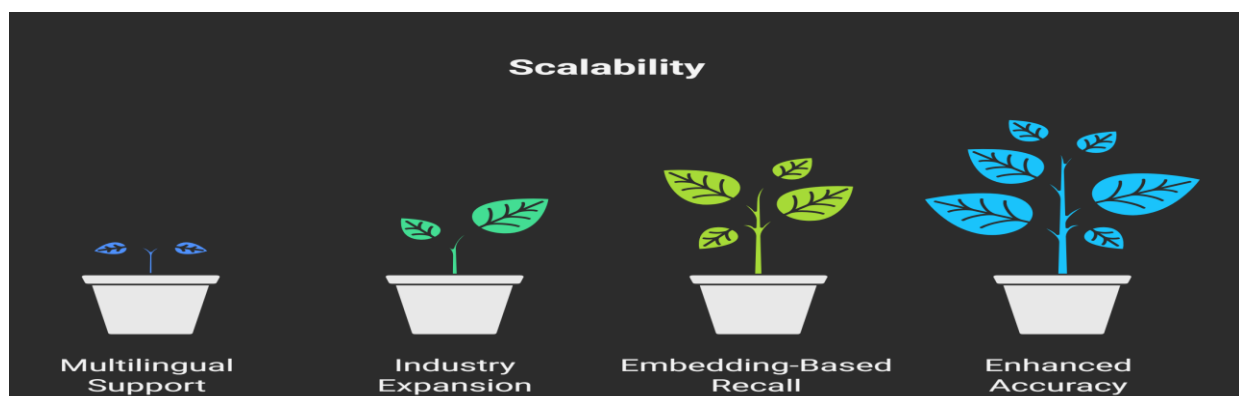 Scalability
Multilingual
Support
Industry
Expansion
Embedding-Based
Recall
Enhanced
Accuracy